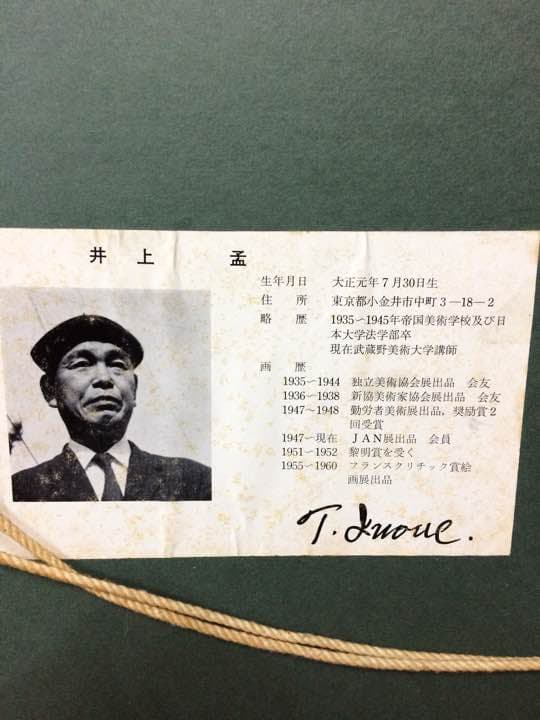 井上 孟
生年月日 大正元年7月30日生
住所 東京都小金井市中町3―18―2
略歴 1935〜1945年帝国美術学校及び日
本大学法学部卒
現在武蔵野美術大学講師
画歴
1935〜1944 独立美術協会展出品 会友
1936〜1938 新協美術家協会展出品 会友
1947〜1948 勤労者美術展出品，奨励賞2
回受賞
1947〜現在 JAN展出品 会員
1951〜1952 黎明賞を受く
1955〜1960 フランスクリチック賞絵
画展出品
T. Inoue.